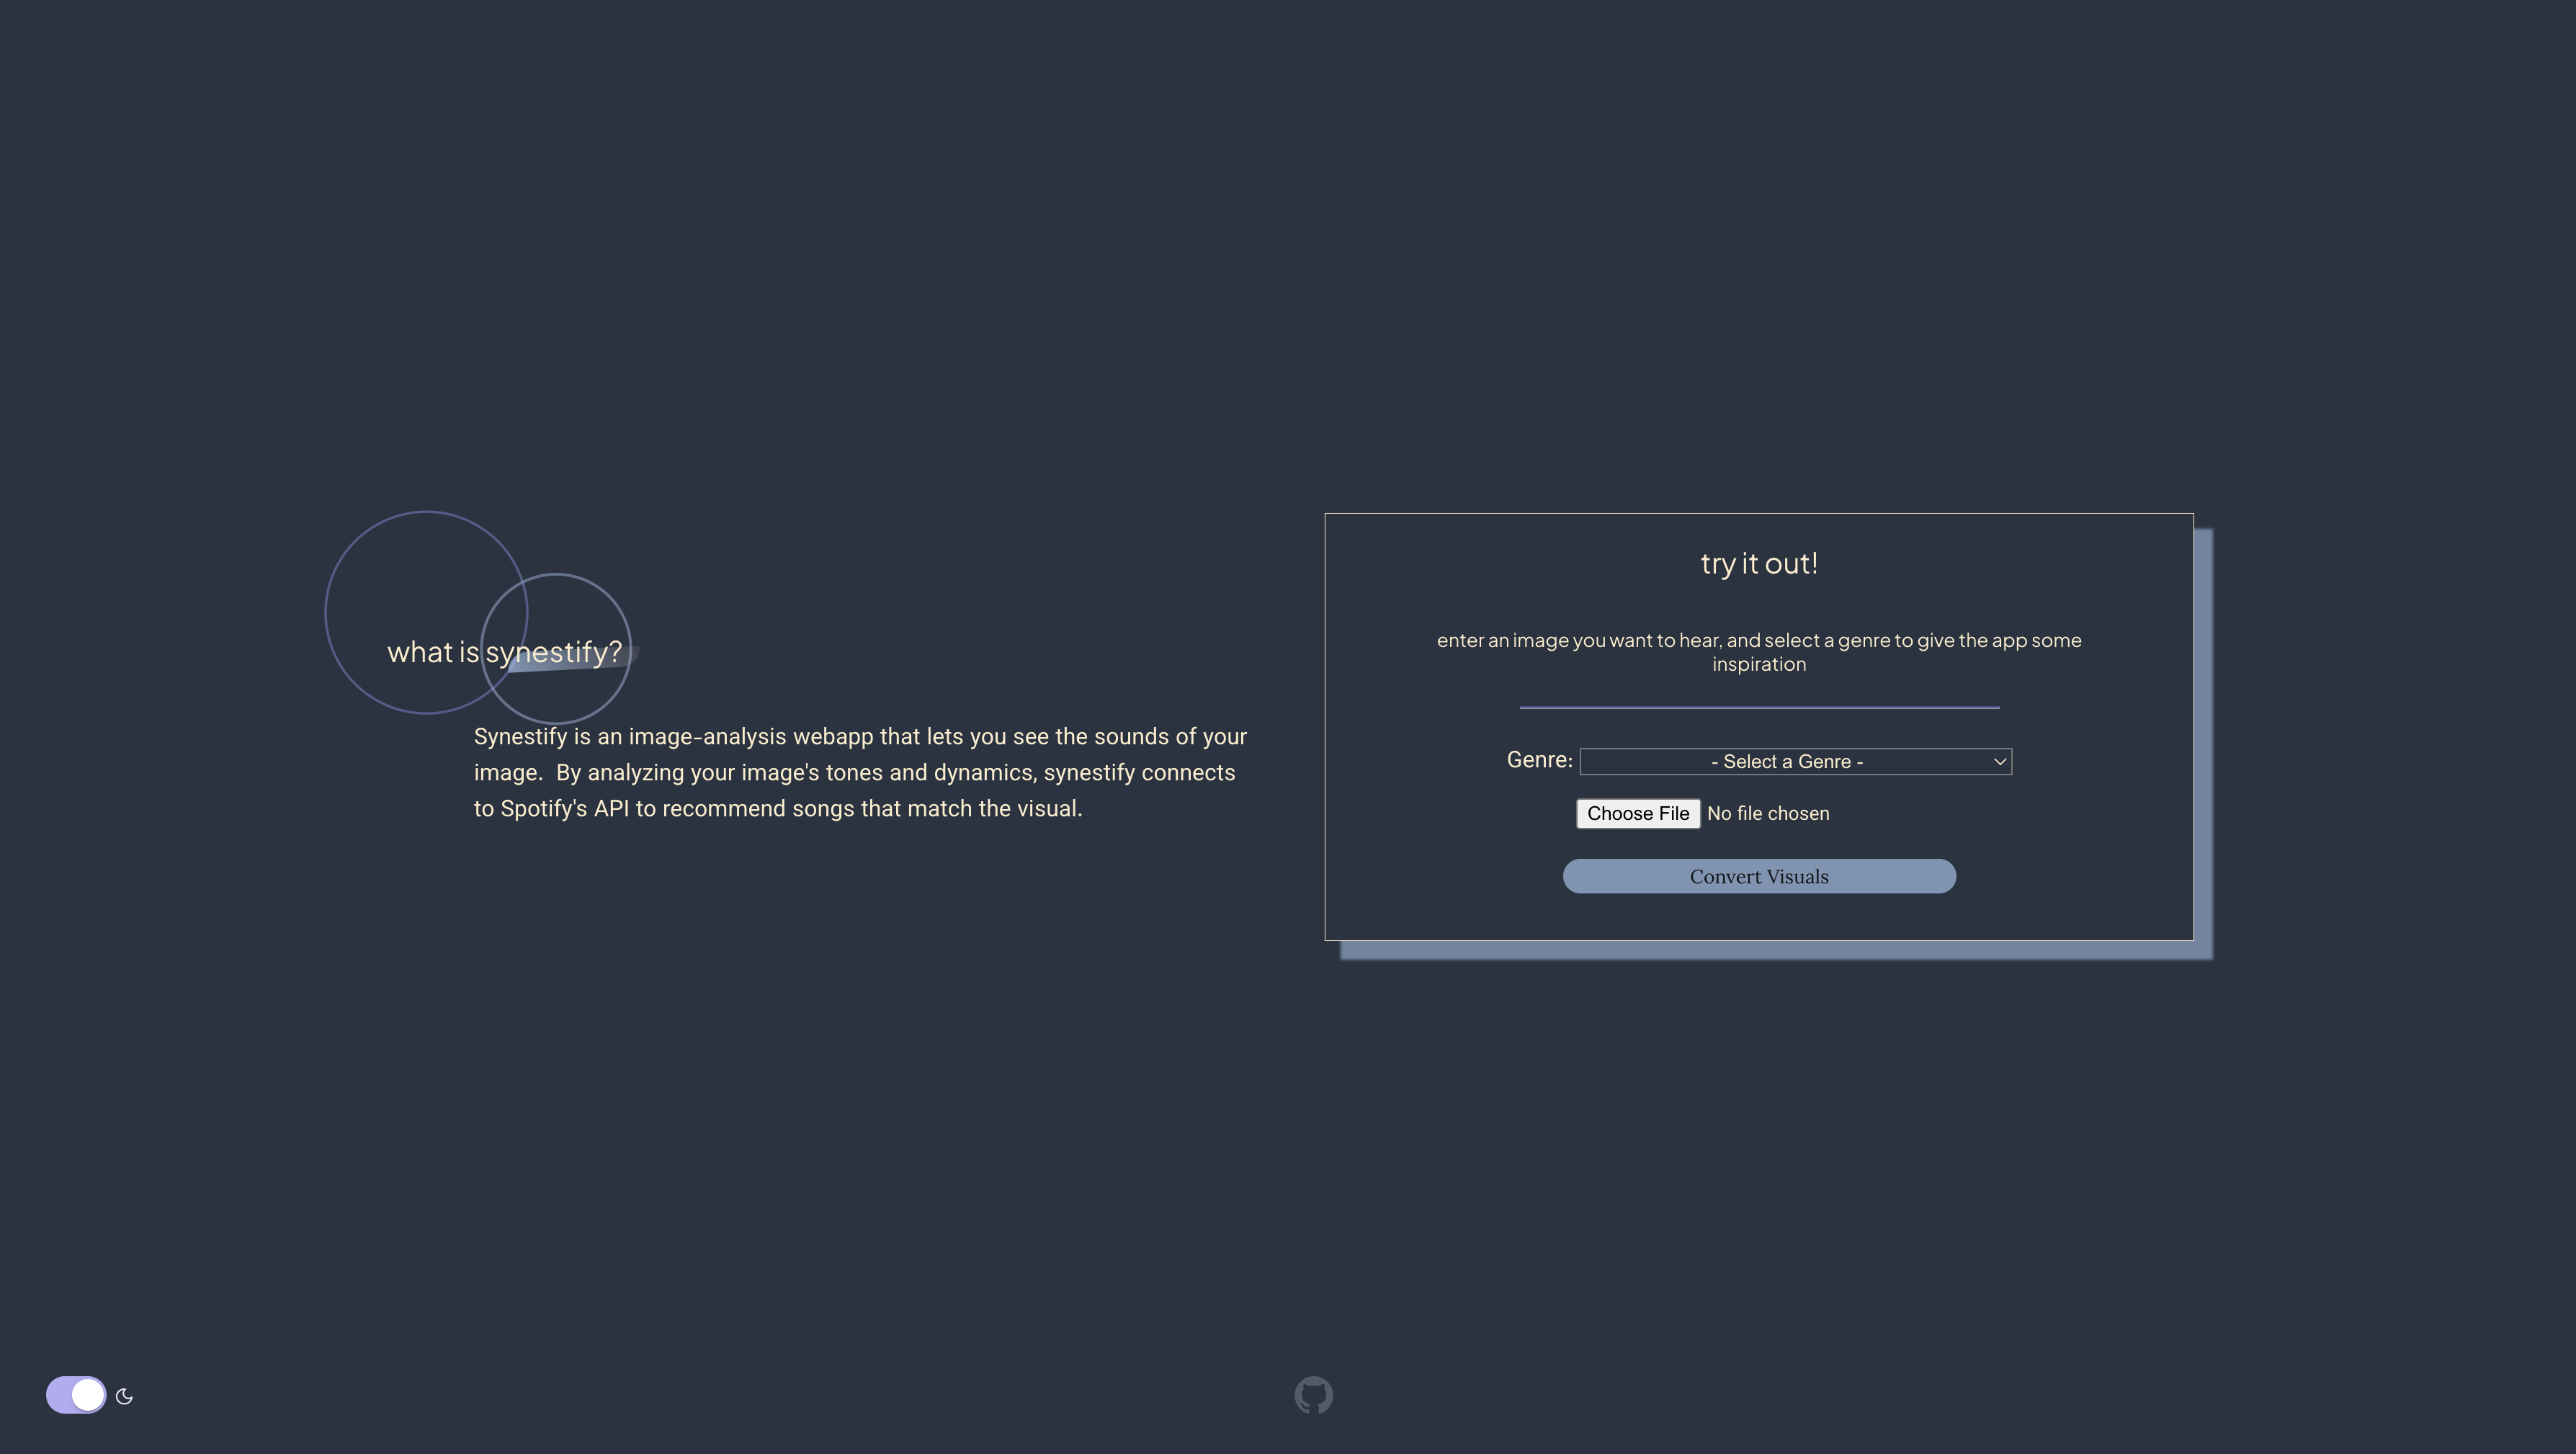 what is synestify?
Synestify is an image-analysis webapp that lets you see the sounds of your
image.  By analyzing your image's tones and dynamics, synestify connects
to Spotify's API to recommend songs that match the visual.
try it out!
enter an image you want to hear, and select a genre to give the app some
inspiration
Genre: - Select a Genre -
Choose File No file chosen
Convert Visuals